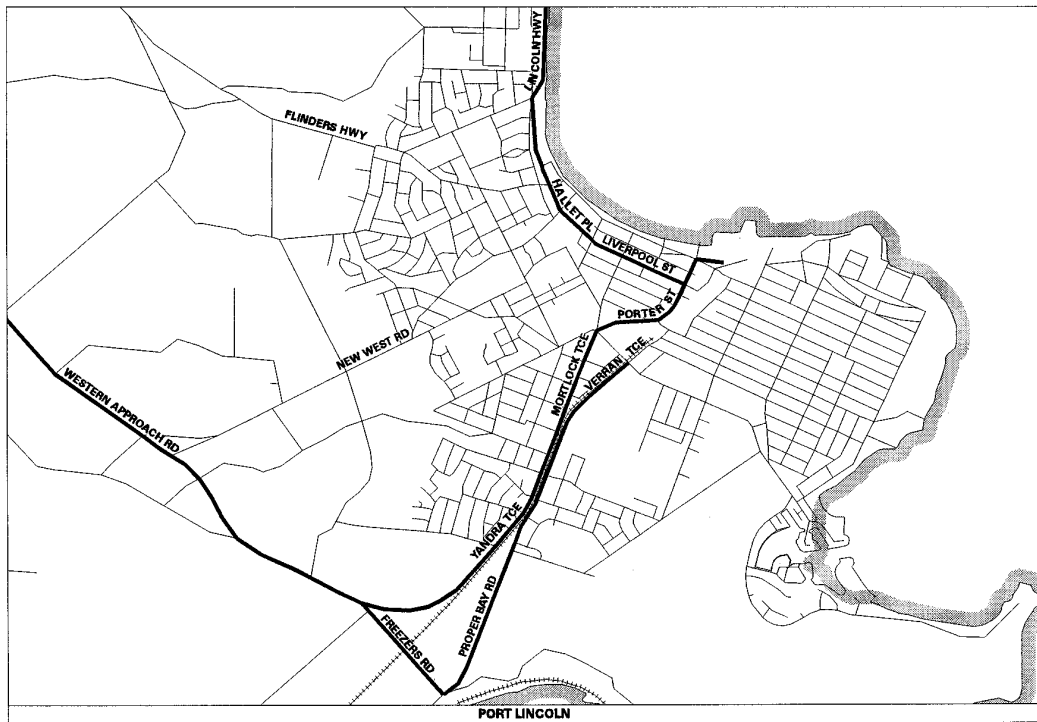 LINCOLN HWY
FLINDERS HWY
HALLET PL
LIVERPOOL ST
PORTER ST
NEW WEST RD
MORTLOCK TCE
VERRAN TCE
WESTERN APPROACH RD
YANDRA TCE
PROPER BAY RD
FREEZERS RD
PORT LINCOLN